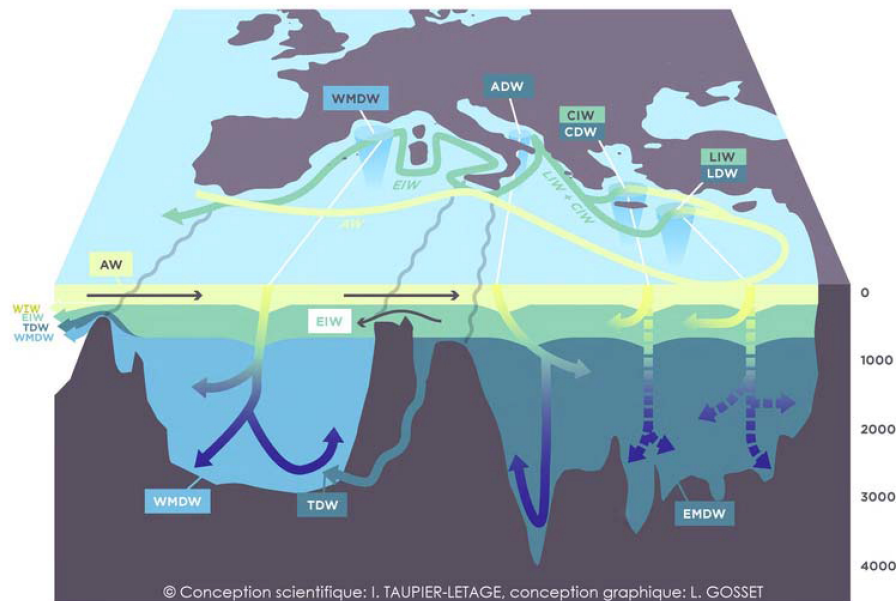 WMDW
ADW
CIW
CDW
LIW
LDW
EIW
LIW + CIW
AW
AW
0
WIW
EIW
TDW
WMDW
EIW
1000
2000
WMDW
TDW
EMDW
3000
4000
© Conception scientifique: I. TAUPIER-LETAGE, conception graphique: L. GOSSET